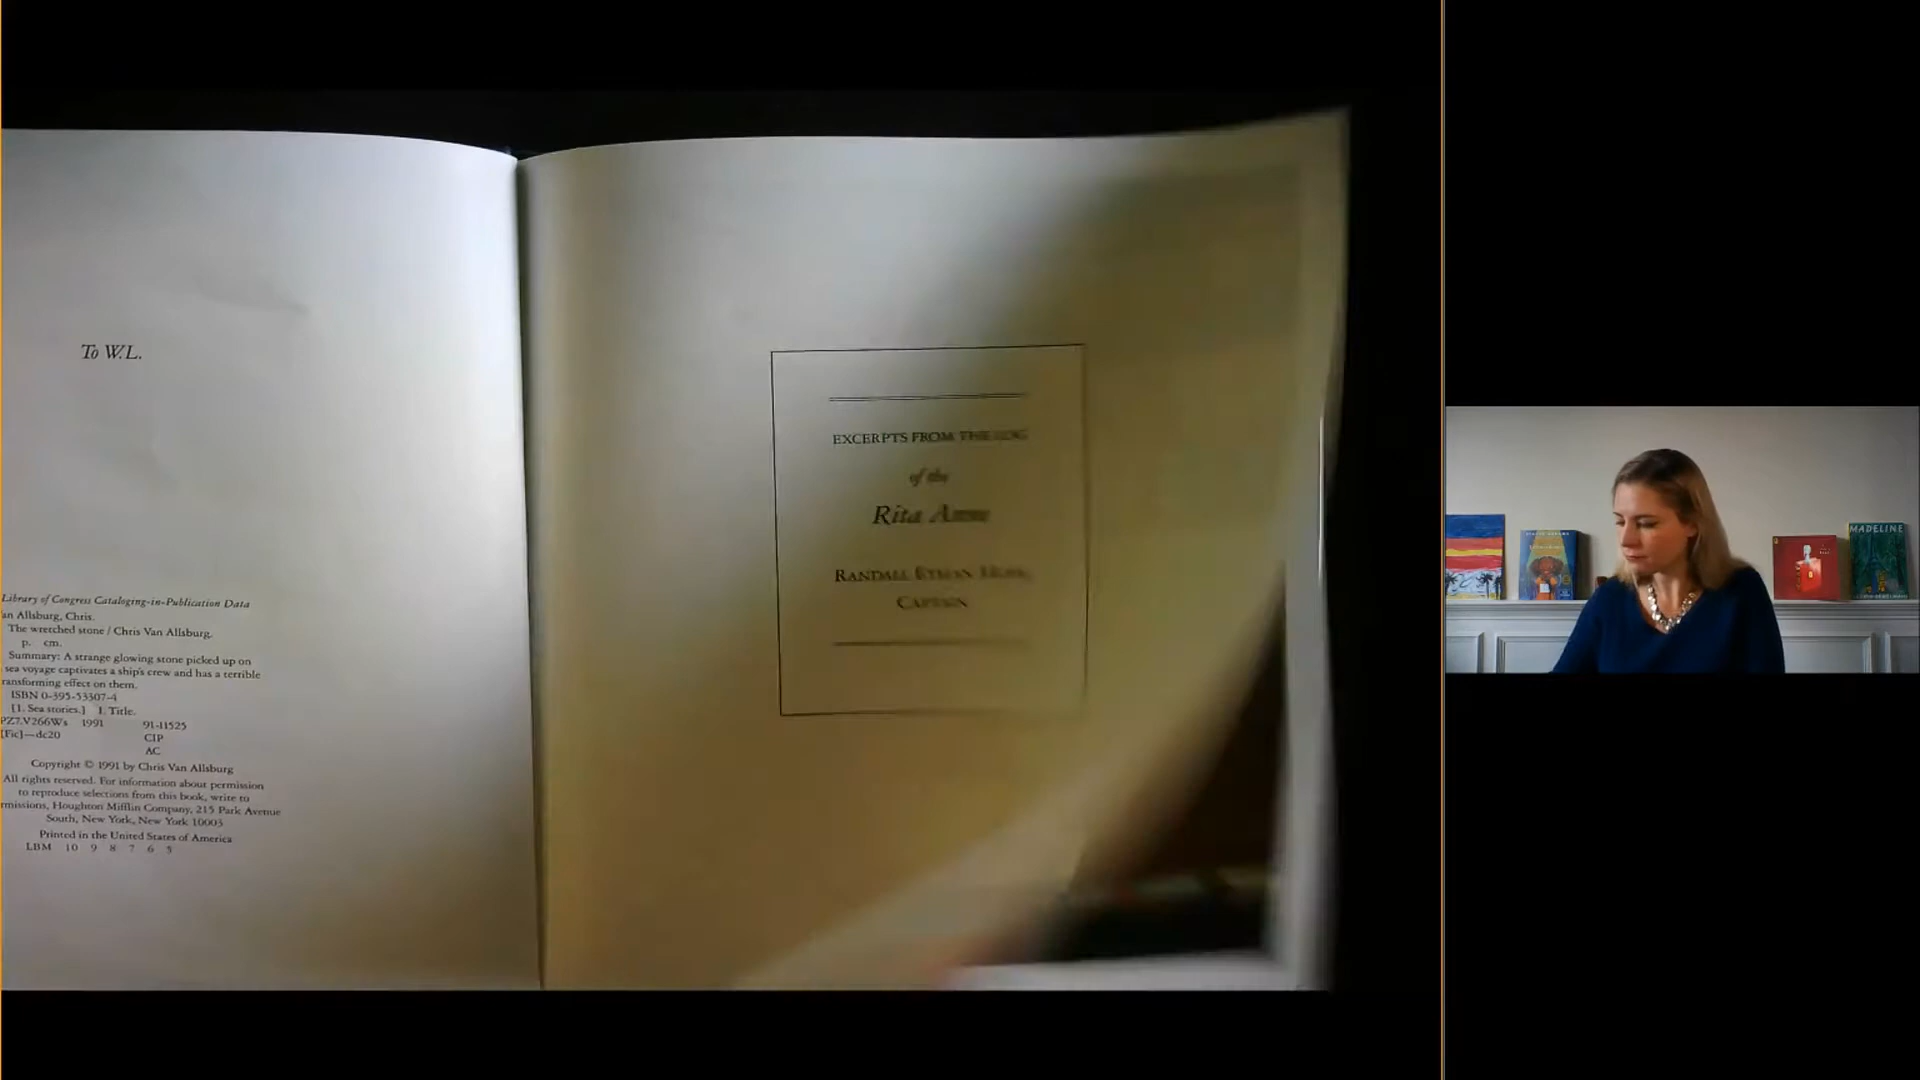 To W.L.
Library of Congress Cataloging-in-Publication Data
an Allsburg, Chris.
The wretched stone / Chris Van Allsburg.
p. cm.
Summary: A strange glowing stone picked up on
sea voyage captivates a ship's crew and has a terrible
ransforming effect on them.
ISBN 0-395-53307-4
[1. Sea stories.] I. Title.
PZ7.V266Ws 1991 91-11525
[Fic]—dc20 CIP
AC
Copyright © 1991 by Chris Van Allsburg
All rights reserved. For information about permission
to reproduce selections from this book, write to
rmissions, Houghton Mifflin Company, 215 Park Avenue
South, New York, New York 10003
Printed in the United States of America
LBM 10 9 8 7 6 5
EXCERPTS FROM THE LOG
of the
Rita Anne
RANDALL
CAPTAIN
MADELINE